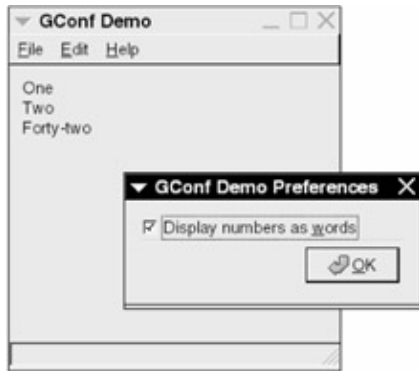 GConf Demo
File Edit Help
One
Two
Forty-two
GConf Demo Preferences
Display numbers as words
OK